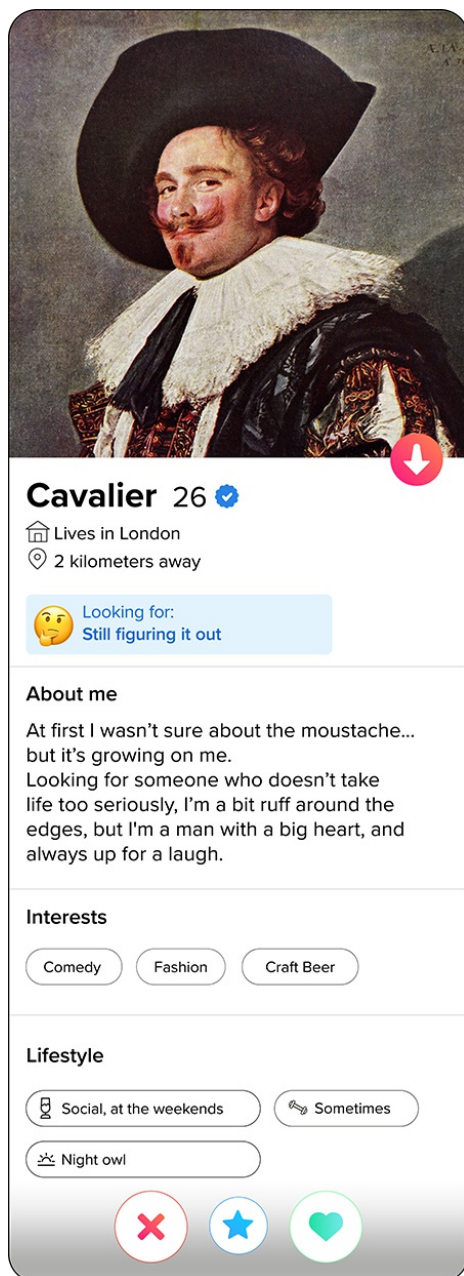 Cavalier 26
Lives in London
2 kilometers away
Looking for:
Still figuring it out
About me
At first I wasn’t sure about the moustache...
but it’s growing on me.
Looking for someone who doesn’t take
life too seriously, I’m a bit ruff around the
edges, but I'm a man with a big heart, and
always up for a laugh.
Interests
Comedy Fashion Craft Beer
Lifestyle
Social, at the weekends Sometimes
Night owl